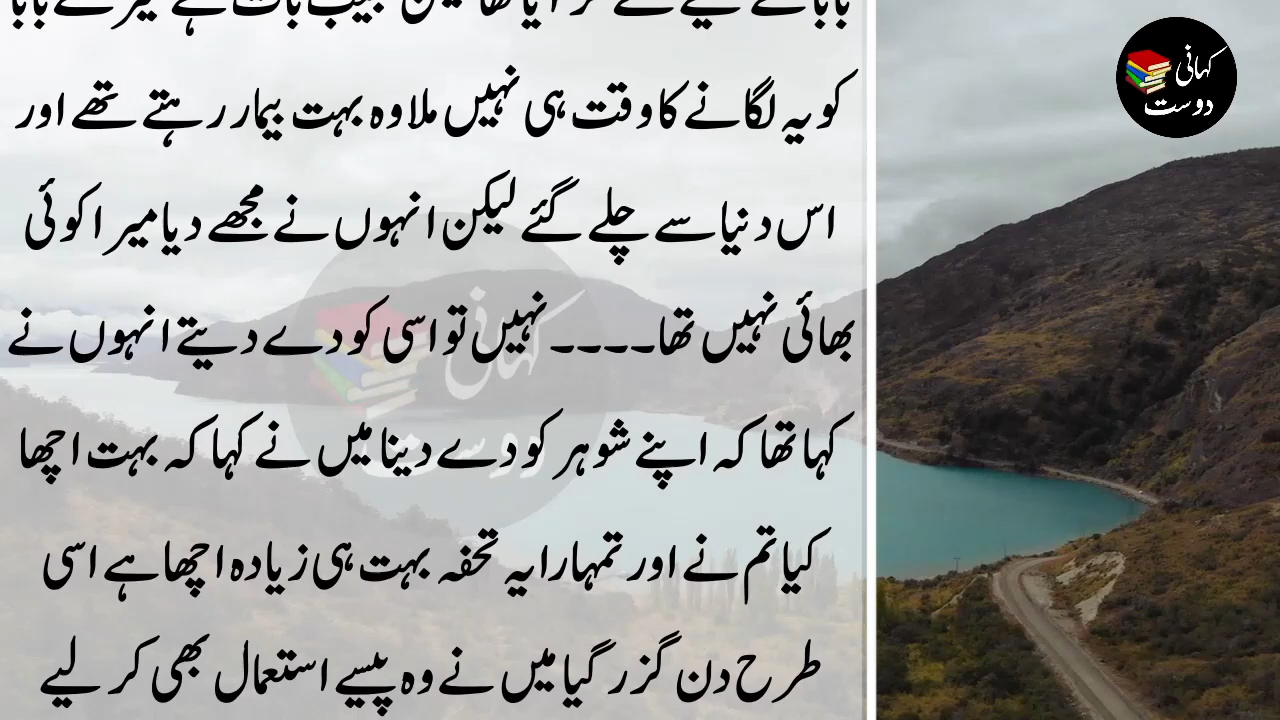 کو یہ لگانے کا وقت ہی نہیں ملا وہ بہت بیمار رہتے تھے اور
اس دنیا سے چلے گئے لیکن انہوں نے مجھے دیا میرا کوئی
بھائی نہیں تھا۔۔۔۔ نہیں تو اسی کو دے دیتے انہوں نے
کہا تھا کہ اپنے شوہر کو دے دینا میں نے کہا کہ بہت اچھا
کیا تم نے اور تمہارا یہ تحفہ بہت ہی زیادہ اچھا ہے اسی
طرح دن گزر گیا میں نے وہ پیسے استعمال بھی کر لیے
کہانی
دوست
کہانی
دوست